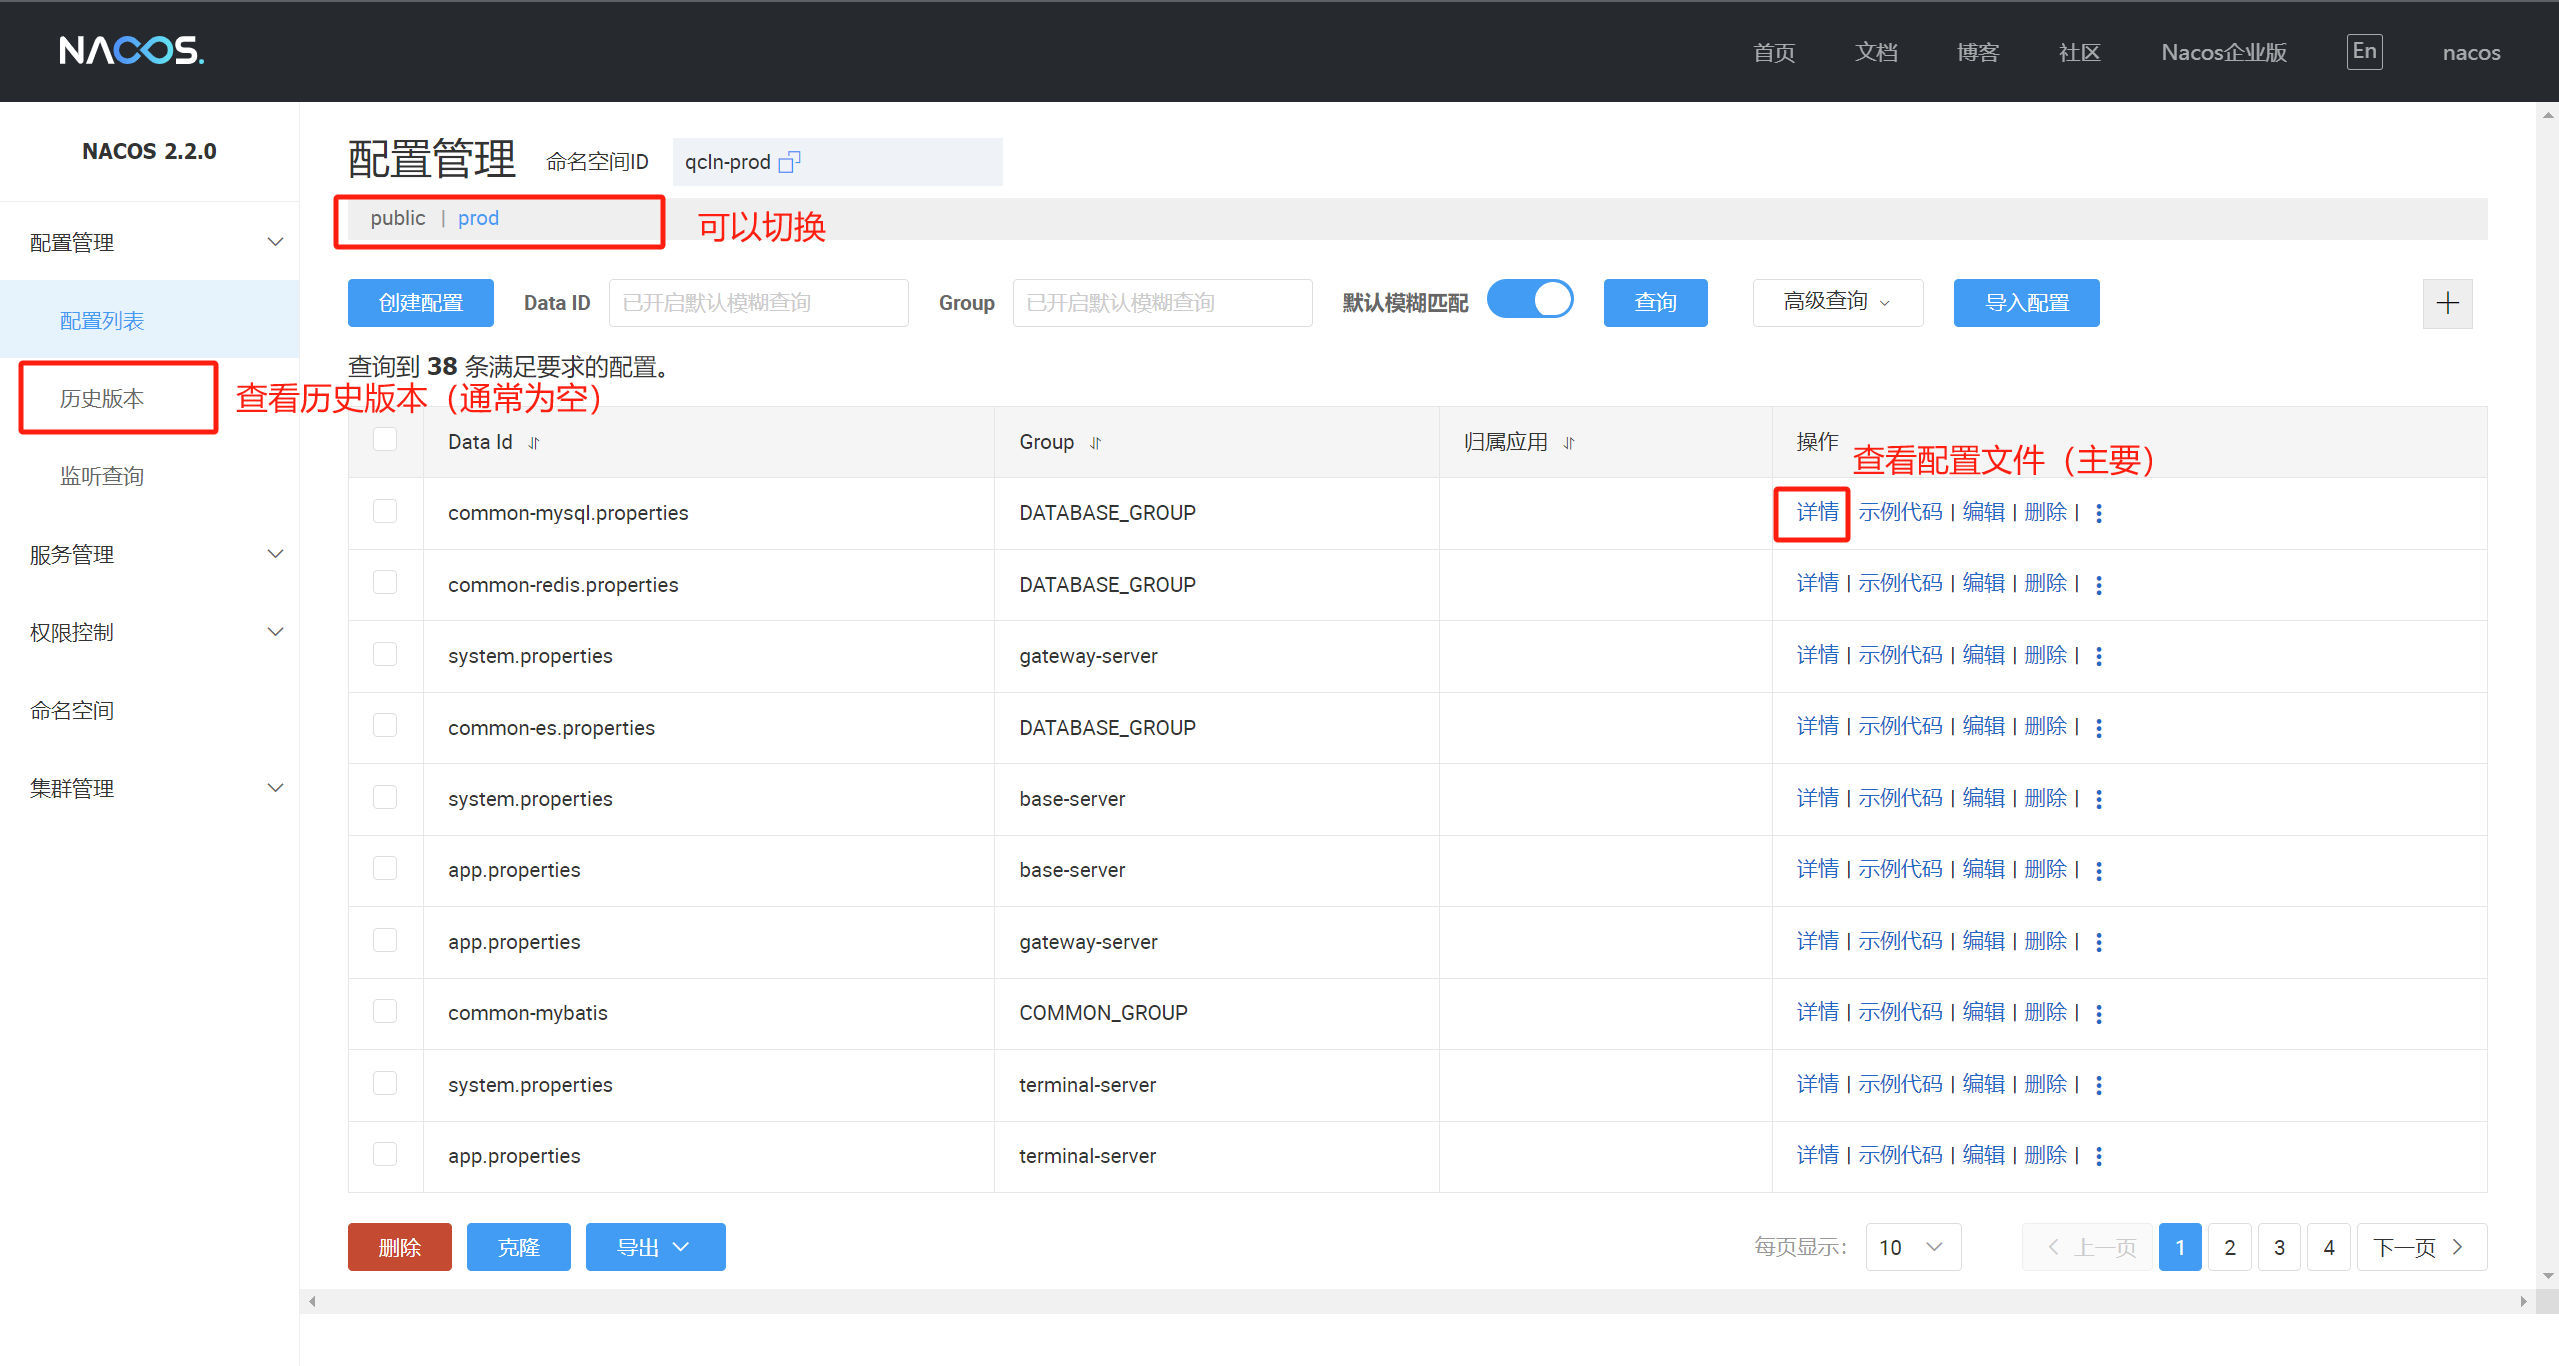 NACOS.
首页 文档 博客 社区 Nacos企业版 En nacos
NACOS 2.2.0
配置管理
配置列表
历史版本
监听查询
服务管理
权限控制
命名空间
集群管理
配置管理 命名空间ID qcln-prod
public | prod
可以切换
创建配置 Data ID 已开启默认模糊查询 Group 已开启默认模糊查询 默认模糊匹配 查询 高级查询 导入配置
查询到 38 条满足要求的配置。
查看历史版本（通常为空）
Data Id Group 归属应用 操作
查看配置文件（主要）
common-mysql.properties DATABASE_GROUP 详情 示例代码 | 编辑 | 删除 |
common-redis.properties DATABASE_GROUP 详情 | 示例代码 | 编辑 | 删除 |
system.properties gateway-server 详情 | 示例代码 | 编辑 | 删除 |
common-es.properties DATABASE_GROUP 详情 | 示例代码 | 编辑 | 删除 |
system.properties base-server 详情 | 示例代码 | 编辑 | 删除 |
app.properties base-server 详情 | 示例代码 | 编辑 | 删除 |
app.properties gateway-server 详情 | 示例代码 | 编辑 | 删除 |
common-mybatis COMMON_GROUP 详情 | 示例代码 | 编辑 | 删除 |
system.properties terminal-server 详情 | 示例代码 | 编辑 | 删除 |
app.properties terminal-server 详情 | 示例代码 | 编辑 | 删除 |
删除 克隆 导出 每页显示: 10 上一页 1 2 3 4 下一页